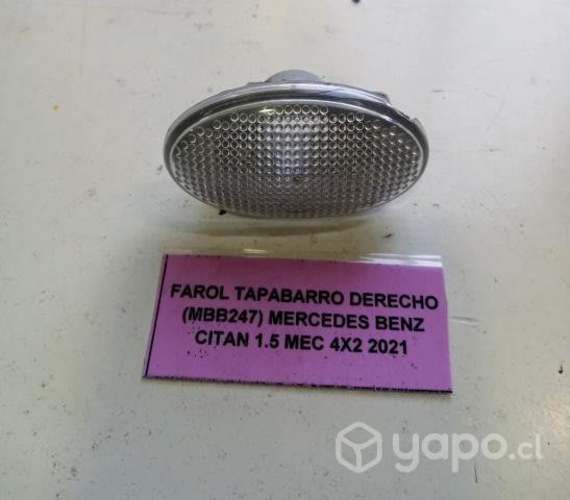 FAROL TAPABARRO DERECHO
(MBB247) MERCEDES BENZ
CITAN 1.5 MEC 4X2 2021
yapo.cl